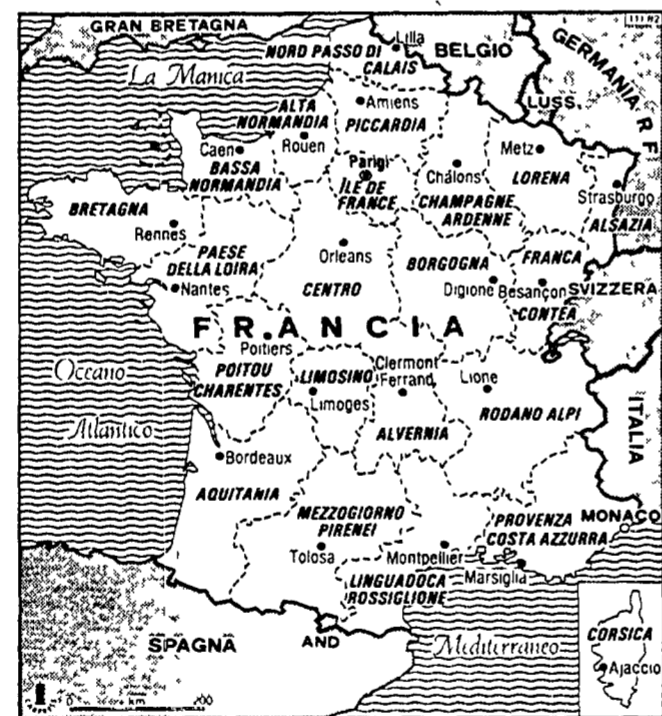 GRAN BRETAGNA
La Manica
NORD PASSO DI
CALAIS
Lilla
BELGIO
GERMANIA R F
LUSS.
ALTA
NORMANDIA
Amiens
PICCARDIA
Caen
Rouen
BASSA
NORMANDIA
Parigi
ÎLE DE
FRANCE
Châlons
CHAMPAGNE
ARDENNE
Metz
LORENA
Strasburgo
ALSAZIA
BRETAGNA
Rennes
PAESE
DELLA LOIRA
Nantes
Orleans
CENTRO
BORGOGNA
Digione
FRANCA
Besançon
CONTEA
SVIZZERA
FRANCIA
Poitiers
POITOU
CHARENTES
LIMOSINO
Limoges
Clermont
Ferrand
ALVERNIA
Lione
RODANO ALPI
ITALIA
Oceano
Atlantico
Bordeaux
AQUITANIA
MEZZOGIORNO
PIRENEI
Tolosa
Montpellier
LINGUADOCA
ROSSIGLIONE
PROVENZA
COSTA AZZURRA
MONACO
Marsiglia
SPAGNA
AND
Mediterraneo
CORSICA
Ajaccio
0 km 200